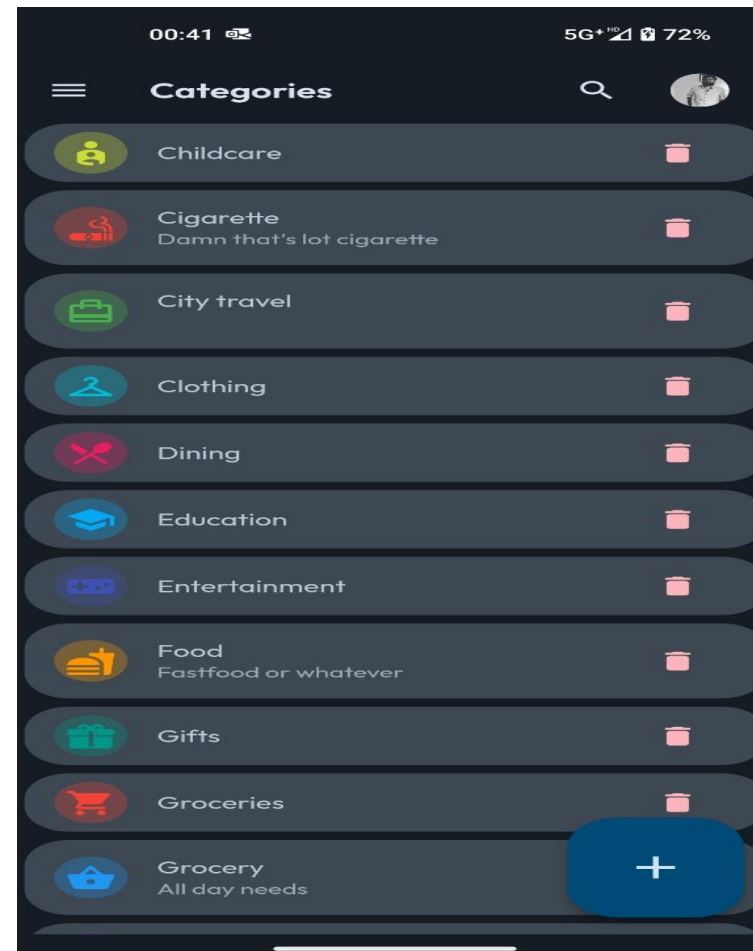 00:41
5G+ HD 72%
Categories
Childcare
Cigarette
Damn that's lot cigarette
City travel
Clothing
Dining
Education
Entertainment
Food
Fastfood or whatever
Gifts
Groceries
Grocery
All day needs